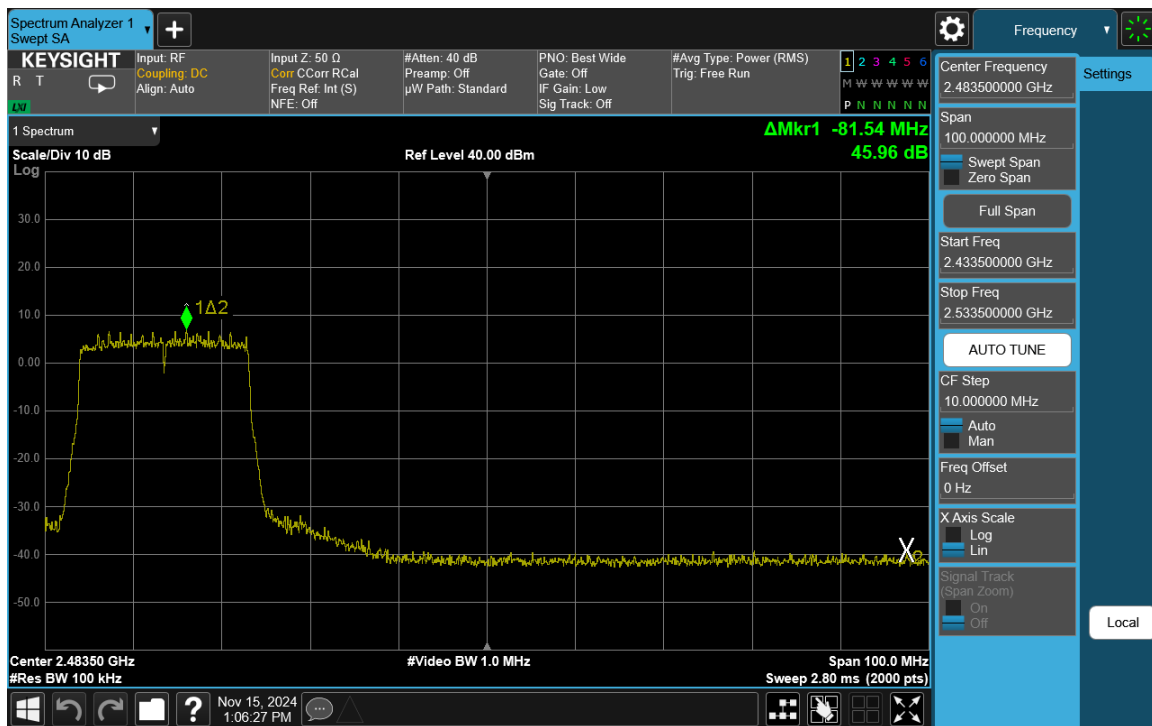 Spectrum Analyzer 1
Swept SA
+
Frequency
KEYSIGHT
R T
LXI
Input: RF
Coupling: DC
Align: Auto
Input Z: 50 Ω
Corr CCorr RCal
Freq Ref: Int (S)
NFE: Off
#Atten: 40 dB
Preamp: Off
µW Path: Standard
PNO: Best Wide
Gate: Off
IF Gain: Low
Sig Track: Off
#Avg Type: Power (RMS)
Trig: Free Run
1 2 3 4 5 6
M W W W W W
P N N N N N
1 Spectrum
Scale/Div 10 dB
Log
Ref Level 40.00 dBm
ΔMkr1 -81.54 MHz
45.96 dB
30.0
20.0
10.0
0.00
-10.0
-20.0
-30.0
-40.0
-50.0
1Δ2
X2
Center 2.48350 GHz
#Res BW 100 kHz
#Video BW 1.0 MHz
Span 100.0 MHz
Sweep 2.80 ms (2000 pts)
Center Frequency
2.483500000 GHz
Span
100.000000 MHz
Swept Span
Zero Span
Full Span
Start Freq
2.433500000 GHz
Stop Freq
2.533500000 GHz
AUTO TUNE
CF Step
10.000000 MHz
Auto
Man
Freq Offset
0 Hz
X Axis Scale
Log
Lin
Signal Track
(Span Zoom)
On
Off
Settings
Local
?
Nov 15, 2024
1:06:27 PM